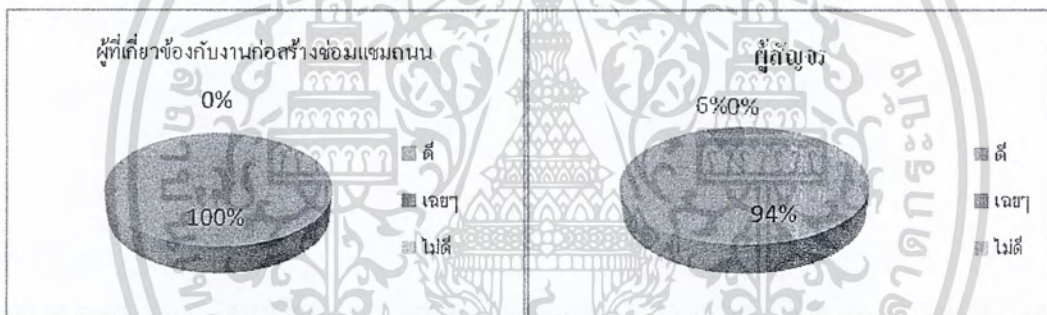 ผู้ที่เกี่ยวข้องกับงานก่อสร้างซ่อมแซมถนน
0%
100%
ดี
เฉยๆ
ไม่ดี
ผู้สัญจร
6%0%
94%
ดี
เฉยๆ
ไม่ดี